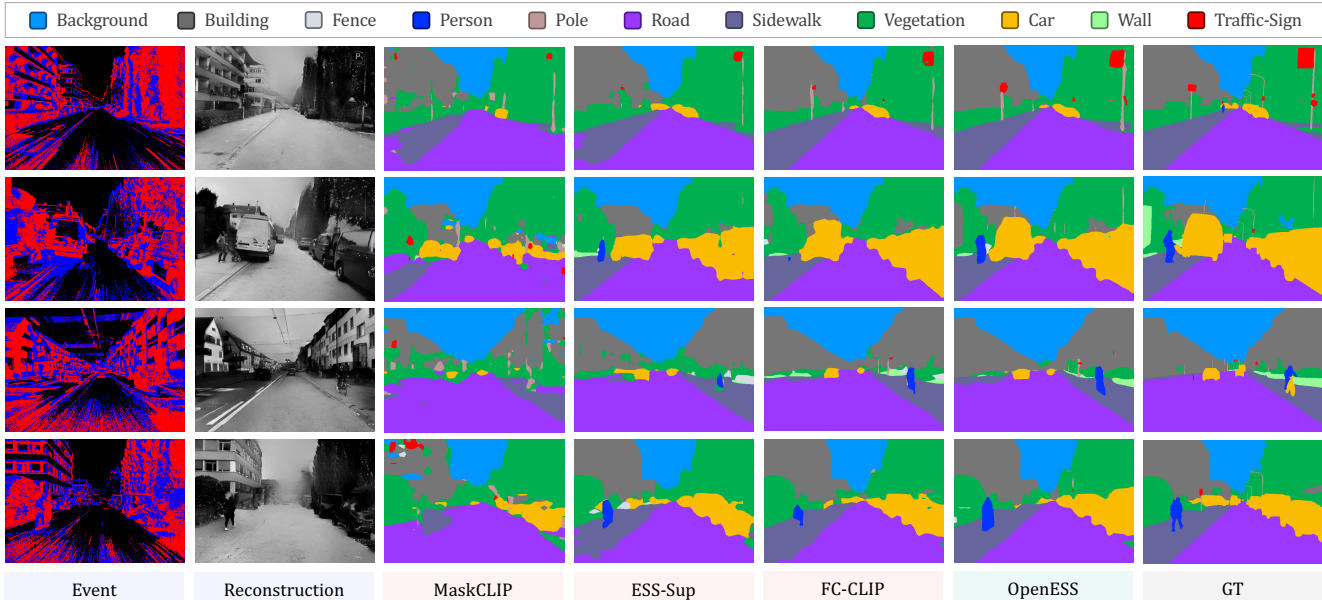 Background Building Fence Person Pole Road Sidewalk Vegetation Car Wall Traffic-Sign
Event Reconstruction MaskCLIP ESS-Sup FC-CLIP OpenESS GT